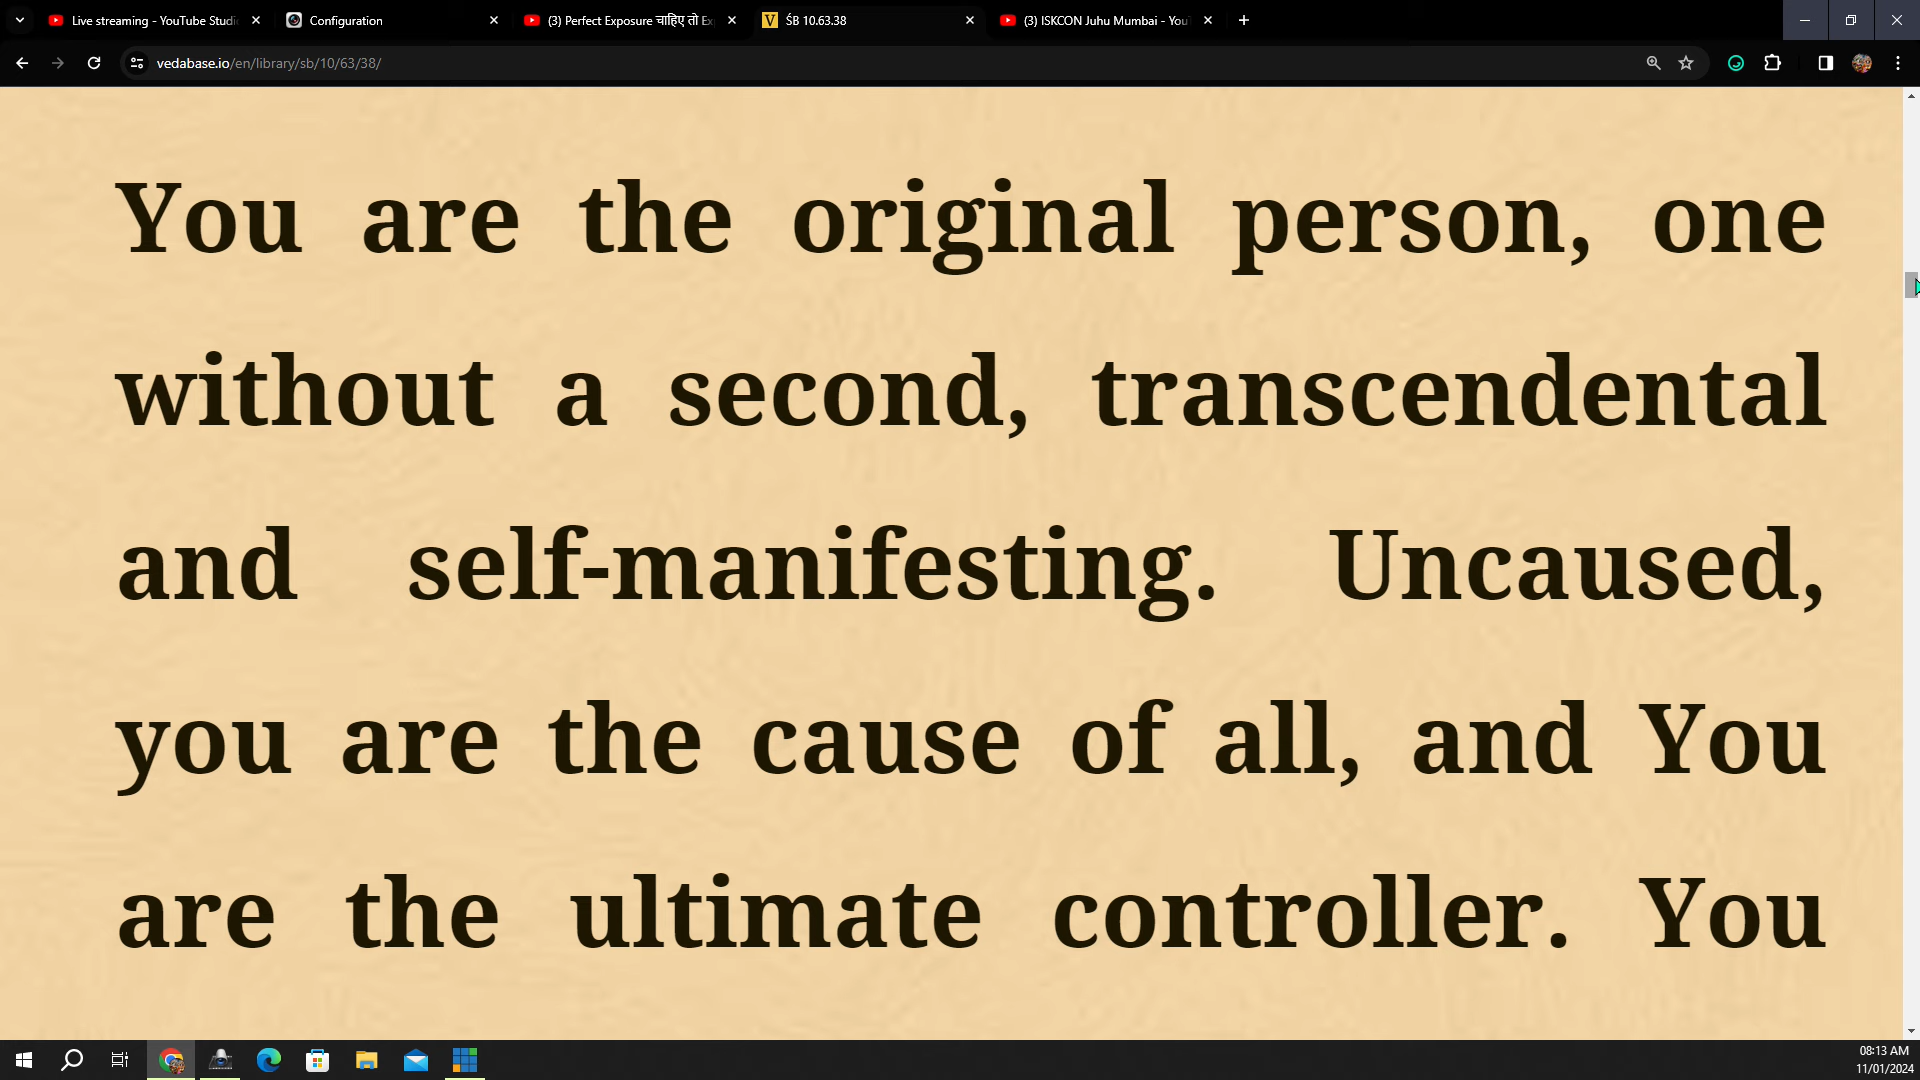 Live streaming - YouTube Studi
Configuration
(3) Perfect Exposure चाहिए तो Ex
ŚB 10.63.38
(3) ISKCON Juhu Mumbai - You
vedabase.io/en/library/sb/10/63/38/
You are the original person, one
without a second, transcendental
and self-manifesting. Uncaused,
you are the cause of all, and You
are the ultimate controller. You
08:13 AM
11/01/2024